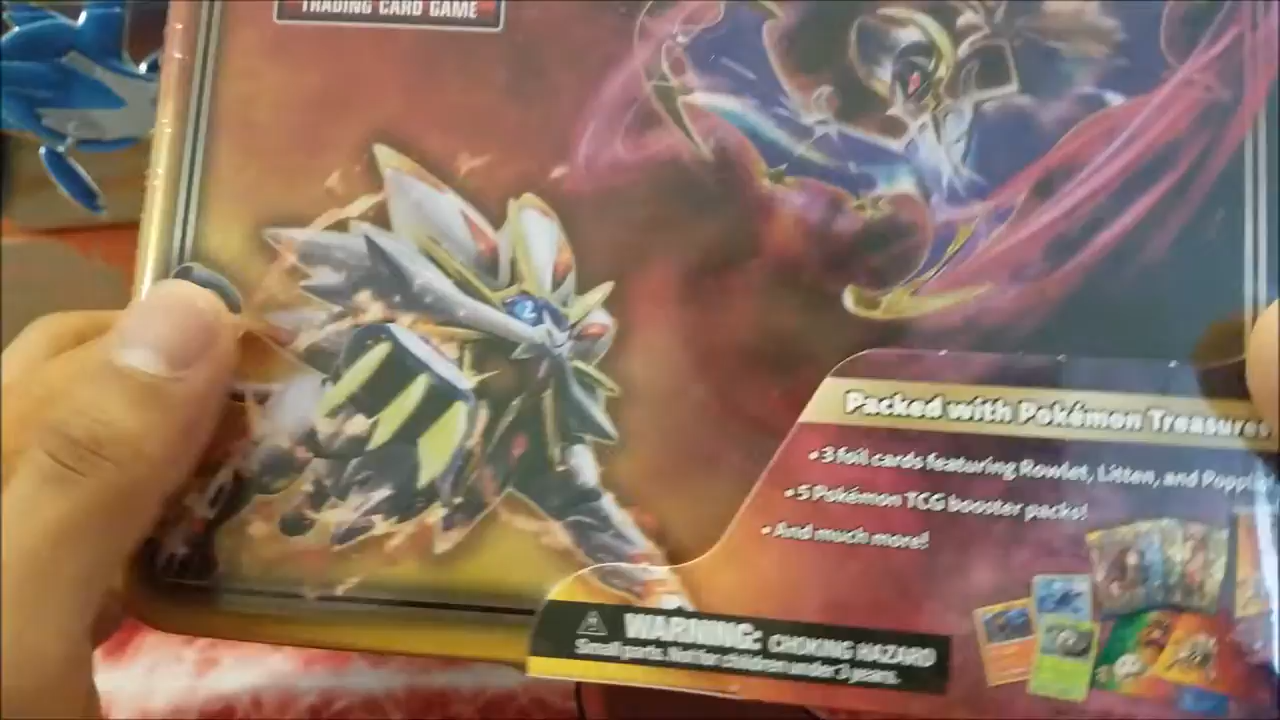 TRADING CARD GAME
Packed with Pokémon Treasures
• 3 foil cards featuring Rowlet, Litten, and Popplio!
• 5 Pokémon TCG booster packs!
• And much more!
WARNING: CHOKING HAZARD
Small parts. Not for children under 3 years.